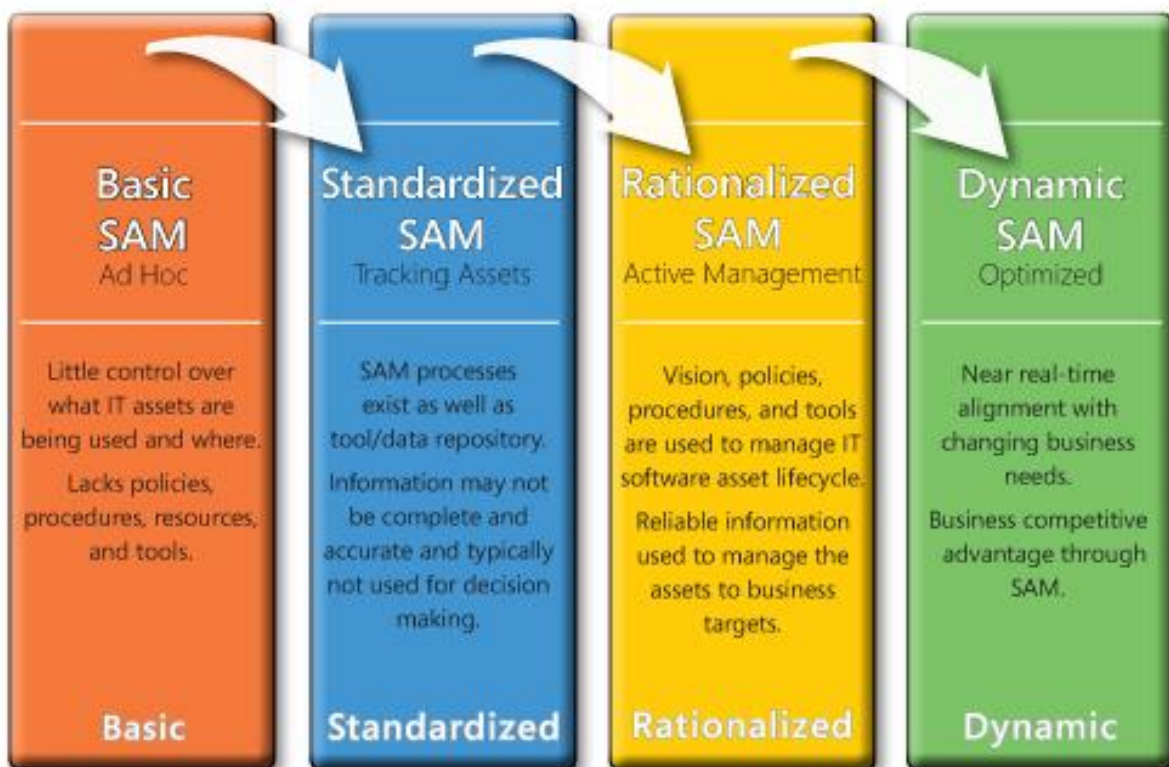 Basic
SAM
Ad Hoc
Little control over
what IT assets are
being used and where.
Lacks policies,
procedures, resources,
and tools.
Basic
Standardized
SAM
Tracking Assets
SAM processes
exist as well as
tool/data repository.
Information may not
be complete and
accurate and typically
not used for decision
making.
Standardized
Rationalized
SAM
Active Management
Vision, policies,
procedures, and tools
are used to manage IT
software asset lifecycle.
Reliable information
used to manage the
assets to business
targets.
Rationalized
Dynamic
SAM
Optimized
Near real-time
alignment with
changing business
needs.
Business competitive
advantage through
SAM.
Dynamic